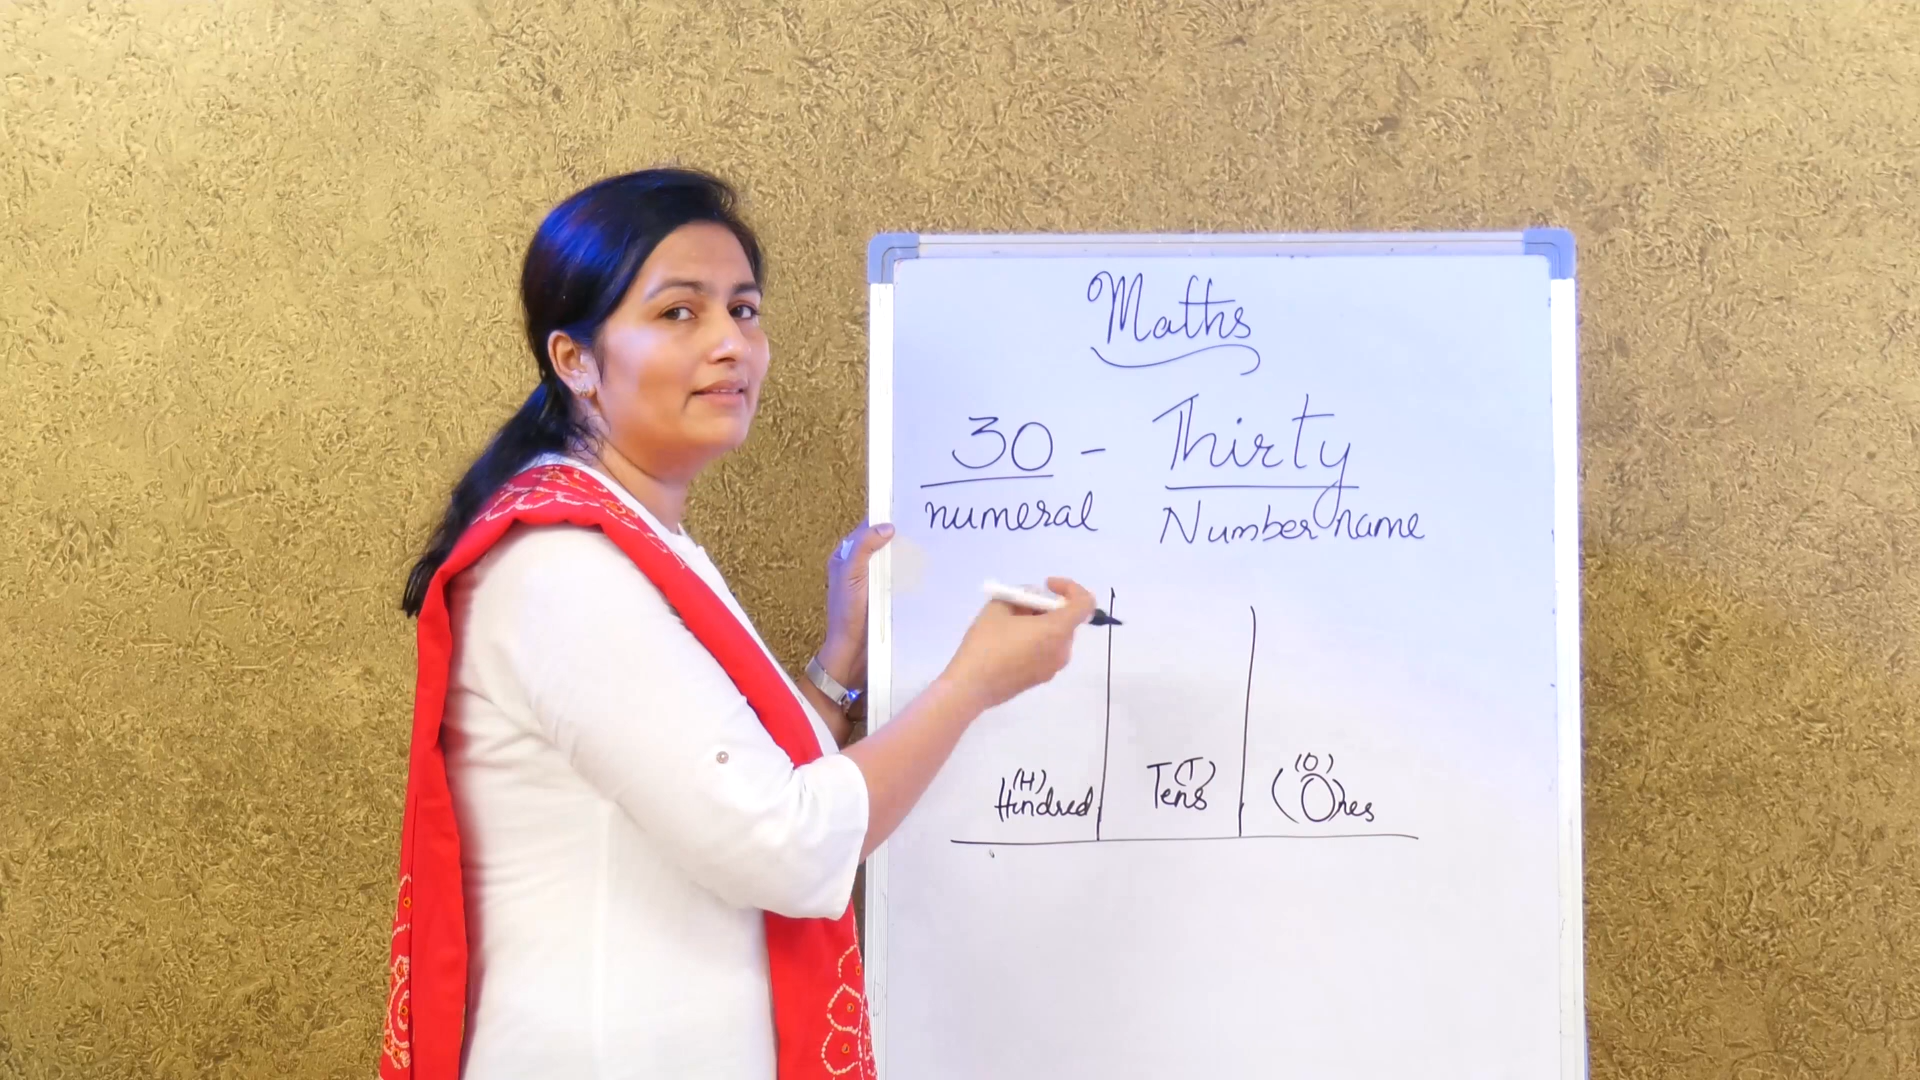 Maths
30 - Thirty
numeral Number name
(H) (T) (O)
Hundred Tens (Ones